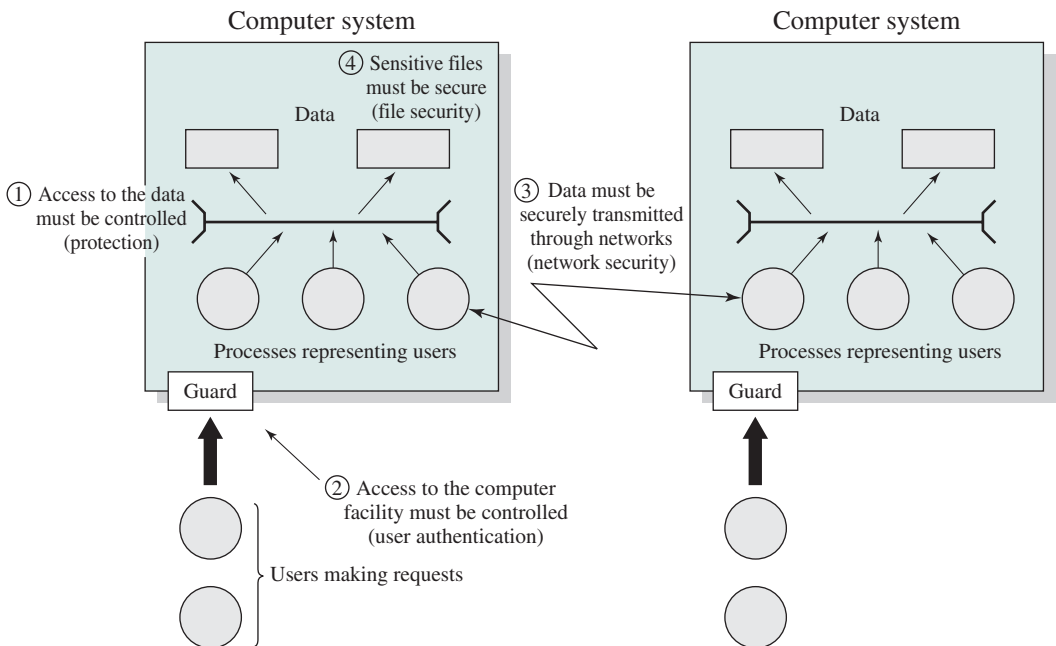 Computer system
④ Sensitive files
must be secure
(file security)
Data
① Access to the data
must be controlled
(protection)
Processes representing users
Guard
② Access to the computer
facility must be controlled
(user authentication)
Users making requests
③ Data must be
securely transmitted
through networks
(network security)
Computer system
Data
Processes representing users
Guard